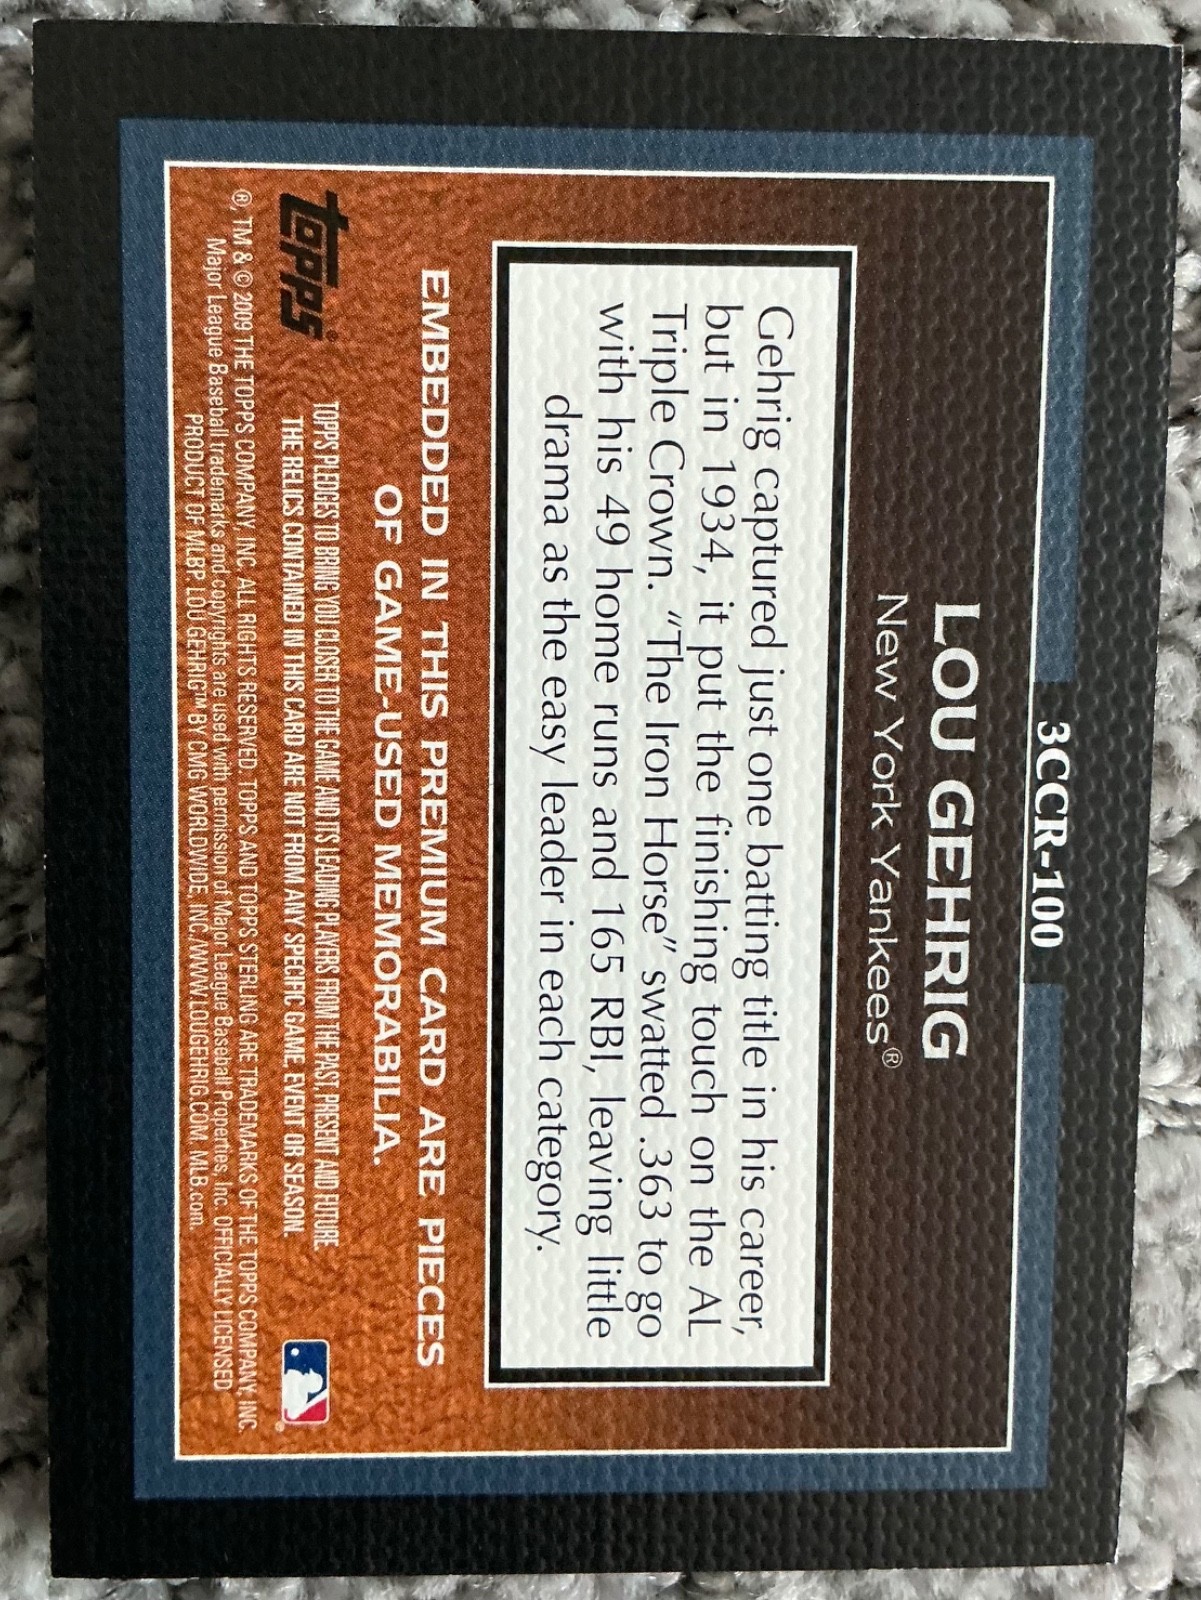 3CCR-100
LOU GEHRIG
New York Yankees®
Gehrig captured just one batting title in his career,
but in 1934, it put the finishing touch on the AL
Triple Crown. "The Iron Horse" swatted .363 to go
with his 49 home runs and 165 RBI, leaving little
drama as the easy leader in each category.
EMBEDDED IN THIS PREMIUM CARD ARE PIECES
OF GAME-USED MEMORABILIA.
topps®
TOPPS PLEDGES TO BRING YOU CLOSER TO THE GAME AND ITS LEADING PLAYERS FROM THE PAST, PRESENT AND FUTURE.
THE RELICS CONTAINED IN THIS CARD ARE NOT FROM ANY SPECIFIC GAME, EVENT OR SEASON.
®, TM & © 2009 THE TOPPS COMPANY, INC. ALL RIGHTS RESERVED. TOPPS AND TOPPS STERLING ARE TRADEMARKS OF THE TOPPS COMPANY, INC.
Major League Baseball trademarks and copyrights are used with permission of Major League Baseball Properties, Inc. OFFICIALLY LICENSED
PRODUCT OF MLBP. LOU GEHRIG™ BY CMG WORLDWIDE, INC./WWW.LOUGEHRIG.COM. MLB.com.